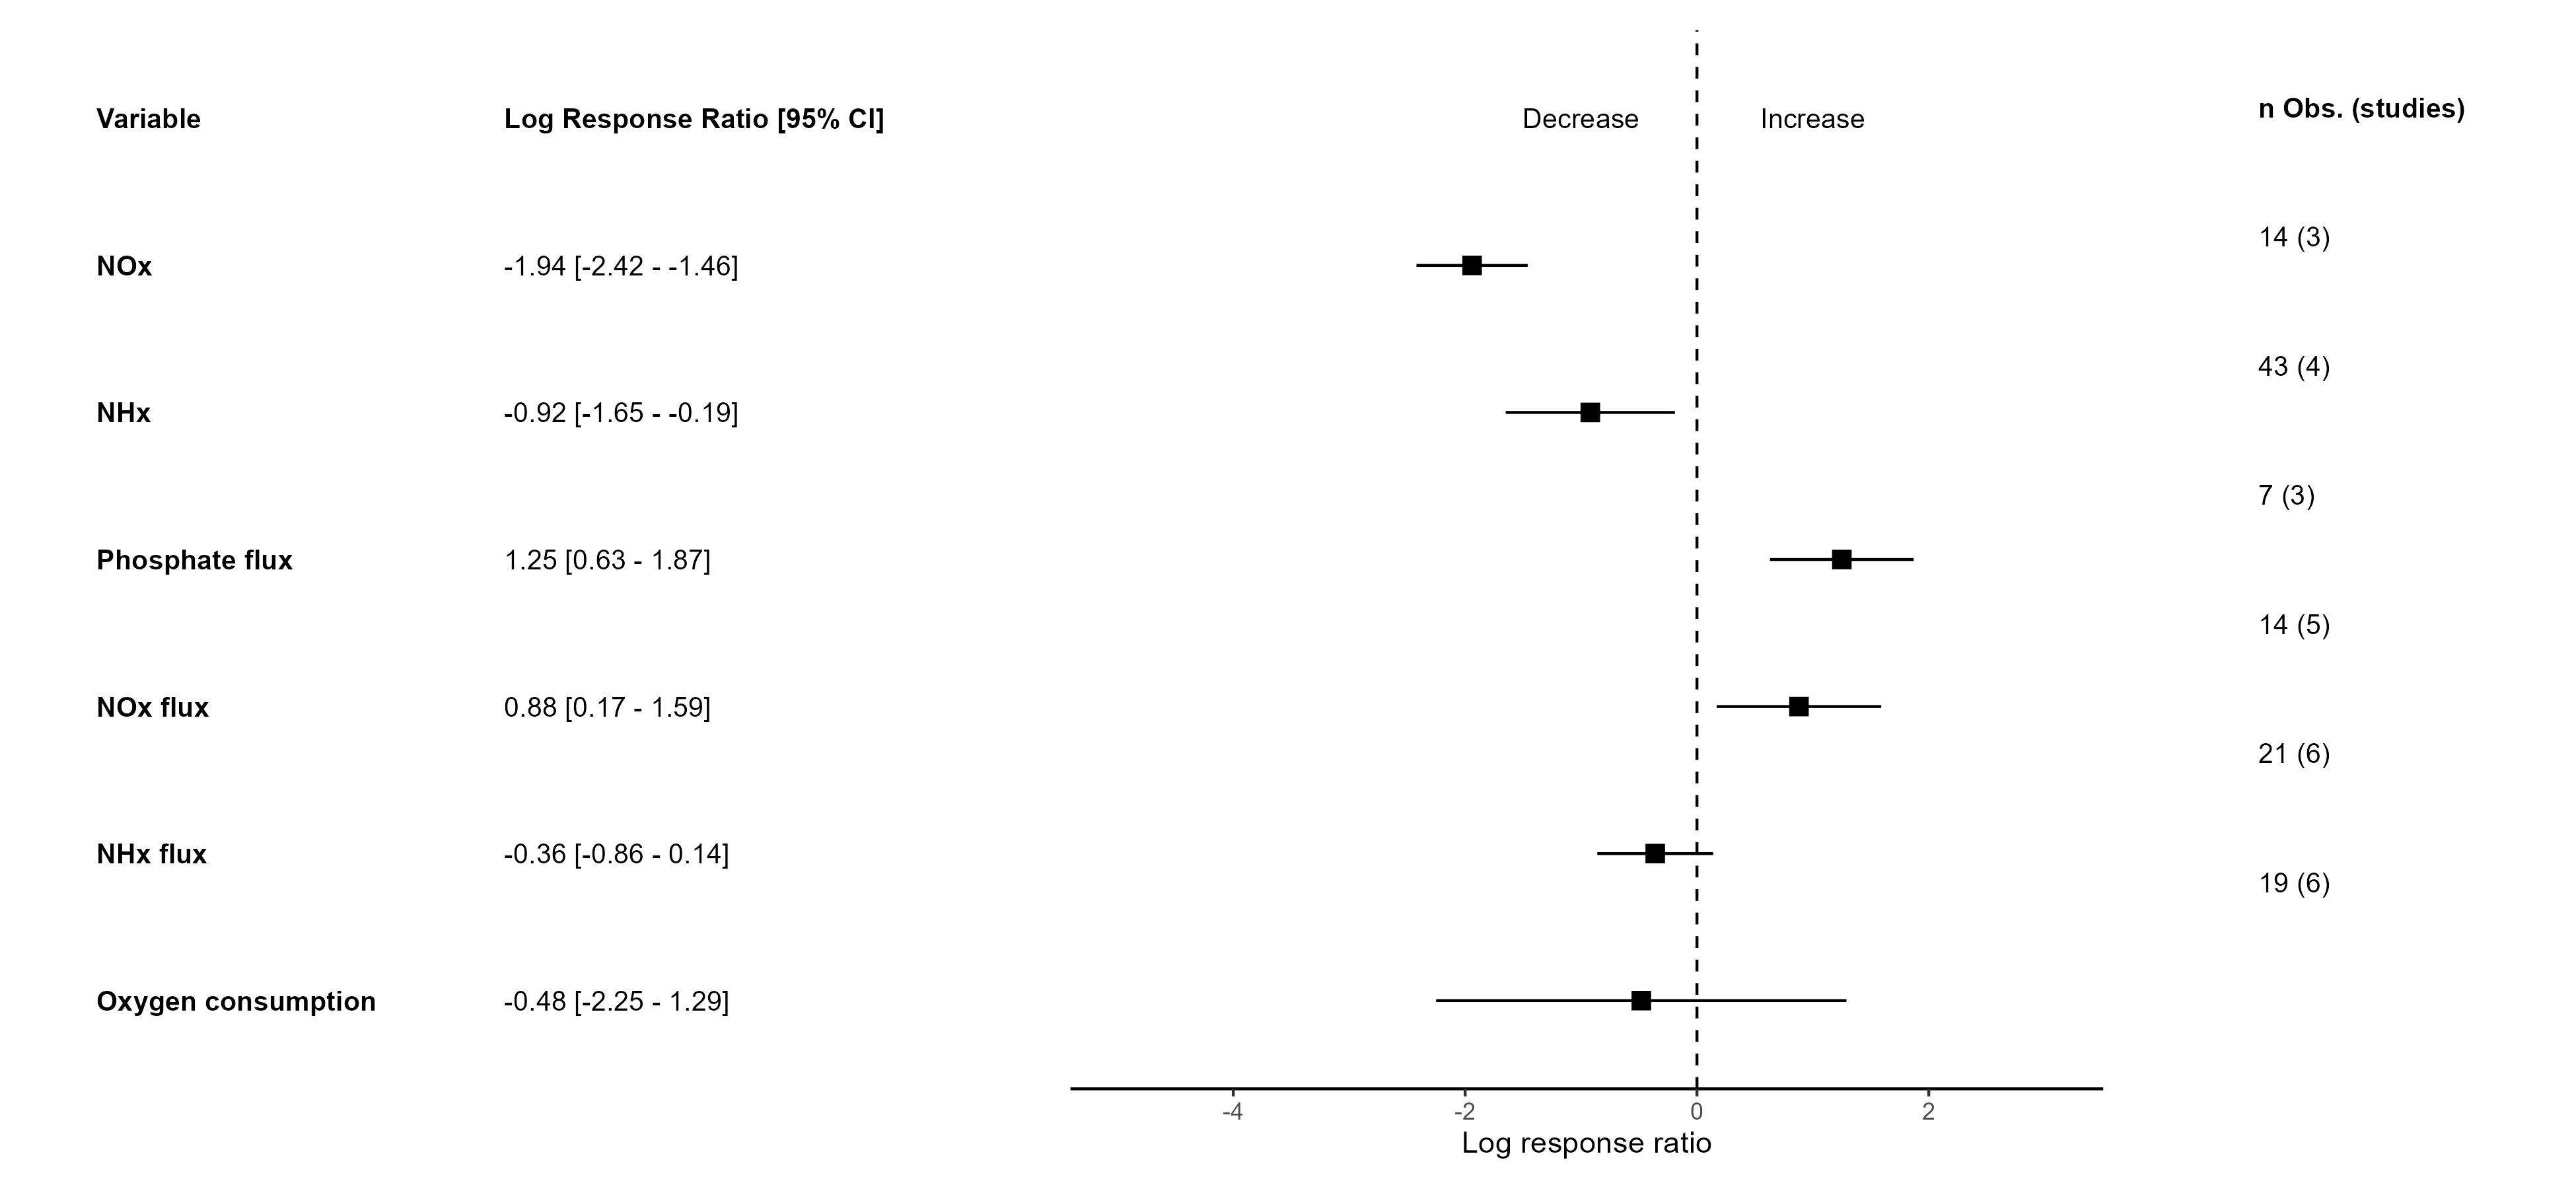 Variable Log Response Ratio [95% CI] Decrease Increase n Obs. (studies)
NOx -1.94 [-2.42 - -1.46] 14 (3)
NHx -0.92 [-1.65 - -0.19] 43 (4)
Phosphate flux 1.25 [0.63 - 1.87] 7 (3)
NOx flux 0.88 [0.17 - 1.59] 14 (5)
NHx flux -0.36 [-0.86 - 0.14] 21 (6)
Oxygen consumption -0.48 [-2.25 - 1.29] 19 (6)
-4 -2 0 2
Log response ratio